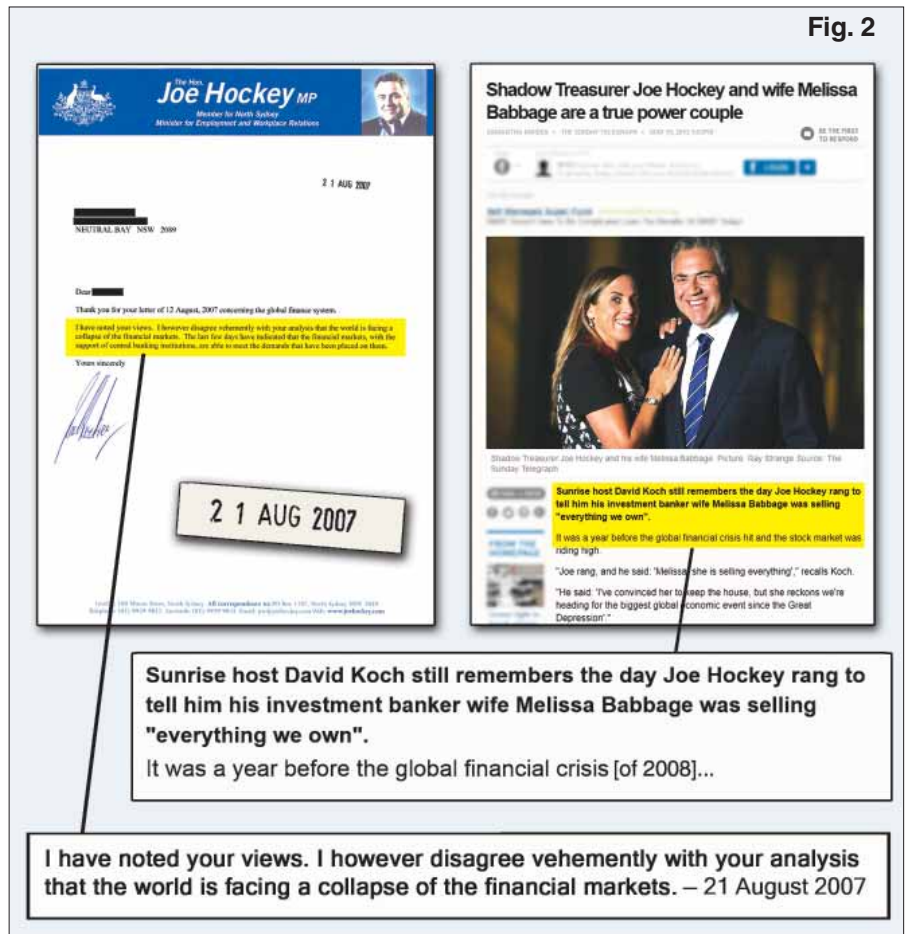 Fig. 2
The Hon.
Joe Hockey MP
Member for North Sydney
Minister for Employment and Workplace Relations
2 1 AUG 2007
NEUTRAL BAY NSW 2089
Dear
Thank you for your letter of 12 August, 2007 concerning the global finance system.
I have noted your views. I however disagree vehemently with your analysis that the world is facing a
collapse of the financial markets. The last few days have indicated that the financial markets, with the
support of central banking institutions, are able to meet the demands that have been placed on them.
Yours sincerely
2 1 AUG 2007
Shadow Treasurer Joe Hockey and wife Melissa
Babbage are a true power couple
THE SUNDAY TELEGRAPH
BE THE FIRST
TO RESPOND
Shadow Treasurer Joe Hockey and his wife Melissa Babbage. Picture: Ray Strange Source: The
Sunday Telegraph
Sunrise host David Koch still remembers the day Joe Hockey rang to
tell him his investment banker wife Melissa Babbage was selling
"everything we own".
It was a year before the global financial crisis hit and the stock market was
riding high.
FROM THE
HOMEPAGE
"Joe rang, and he said: 'Melissa, she is selling everything'," recalls Koch.
"He said: 'I've convinced her to keep the house, but she reckons we're
heading for the biggest global economic event since the Great
Depression'."
Sunrise host David Koch still remembers the day Joe Hockey rang to
tell him his investment banker wife Melissa Babbage was selling
"everything we own".
It was a year before the global financial crisis [of 2008]...
I have noted your views. I however disagree vehemently with your analysis
that the world is facing a collapse of the financial markets. – 21 August 2007